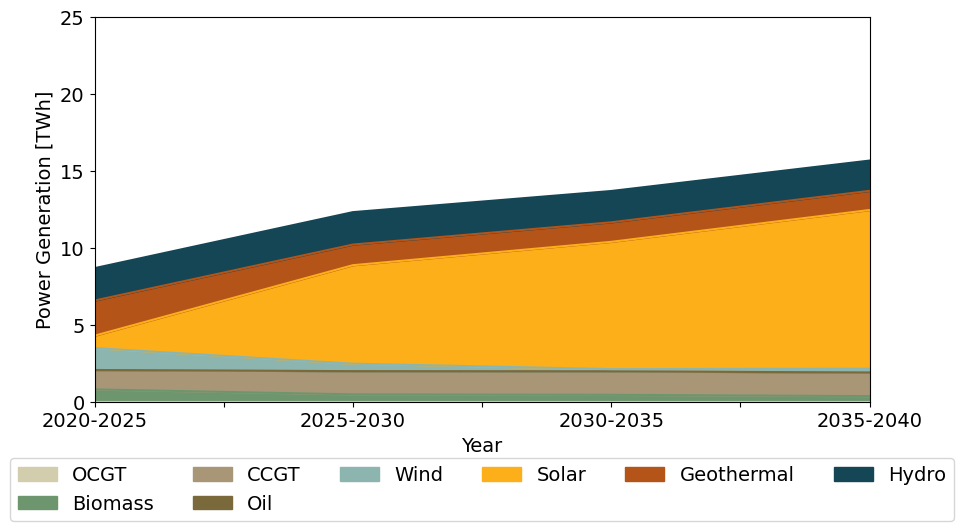 25
20
15
10
5
0
Power Generation [TWh]
2020-2025 2025-2030 2030-2035 2035-2040
Year
OCGT CCGT Wind Solar Geothermal Hydro
Biomass Oil